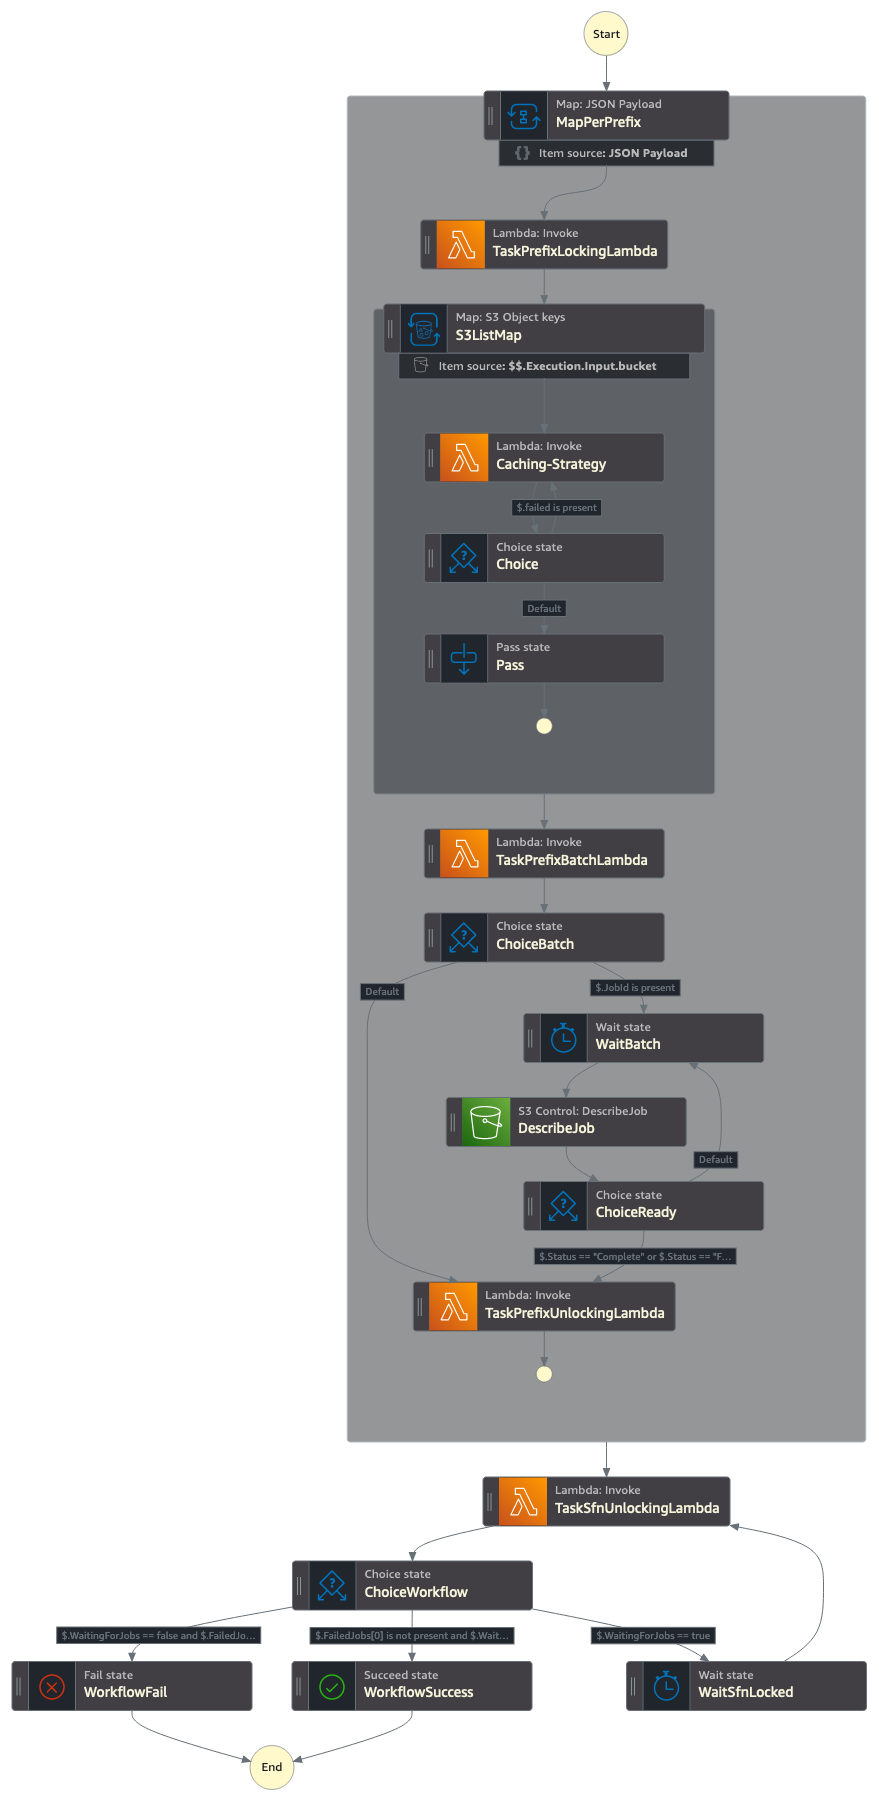 Start
Map: JSON Payload
MapPerPrefix
Item source: JSON Payload
Lambda: Invoke
TaskPrefixLockingLambda
Map: S3 Object keys
S3ListMap
Item source: $$.Execution.Input.bucket
Lambda: Invoke
Caching-Strategy
$.failed is present
Choice state
Choice
Default
Pass state
Pass
Lambda: Invoke
TaskPrefixBatchLambda
Choice state
ChoiceBatch
Default
$.JobId is present
Wait state
WaitBatch
S3 Control: DescribeJob
DescribeJob
Default
Choice state
ChoiceReady
$.Status == "Complete" or $.Status == "F...
Lambda: Invoke
TaskPrefixUnlockingLambda
Lambda: Invoke
TaskSfnUnlockingLambda
Choice state
ChoiceWorkflow
$.WaitingForJobs == false and $.FailedJo...
$.FailedJobs[0] is not present and $.Wait...
$.WaitingForJobs == true
Fail state
WorkflowFail
Succeed state
WorkflowSuccess
Wait state
WaitSfnLocked
End